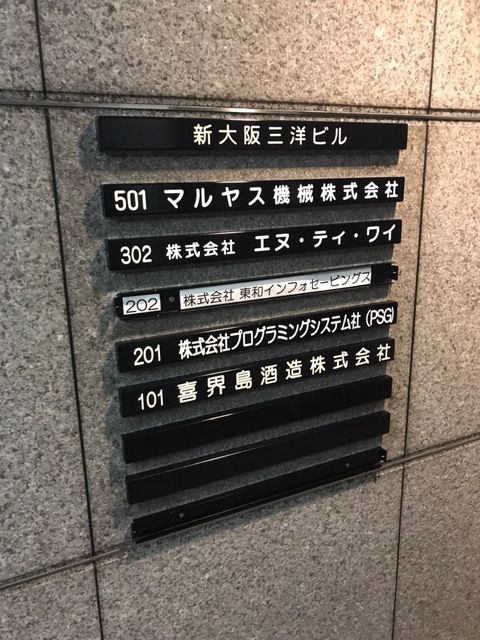 新大阪三洋ビル
501 マルヤス機械株式会社
302 株式会社 エヌ・ティ・ワイ
202 株式会社 東和インフォセービングス
201 株式会社プログラミングシステム社(PSG)
101 喜界島酒造株式会社